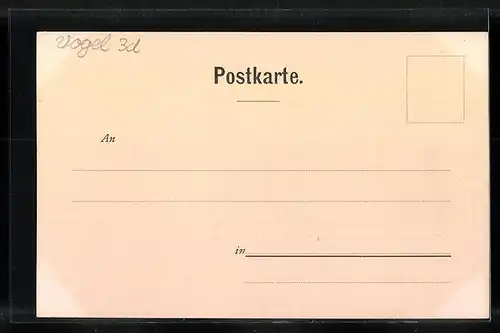 Vogel 3d
Postkarte.
An
in